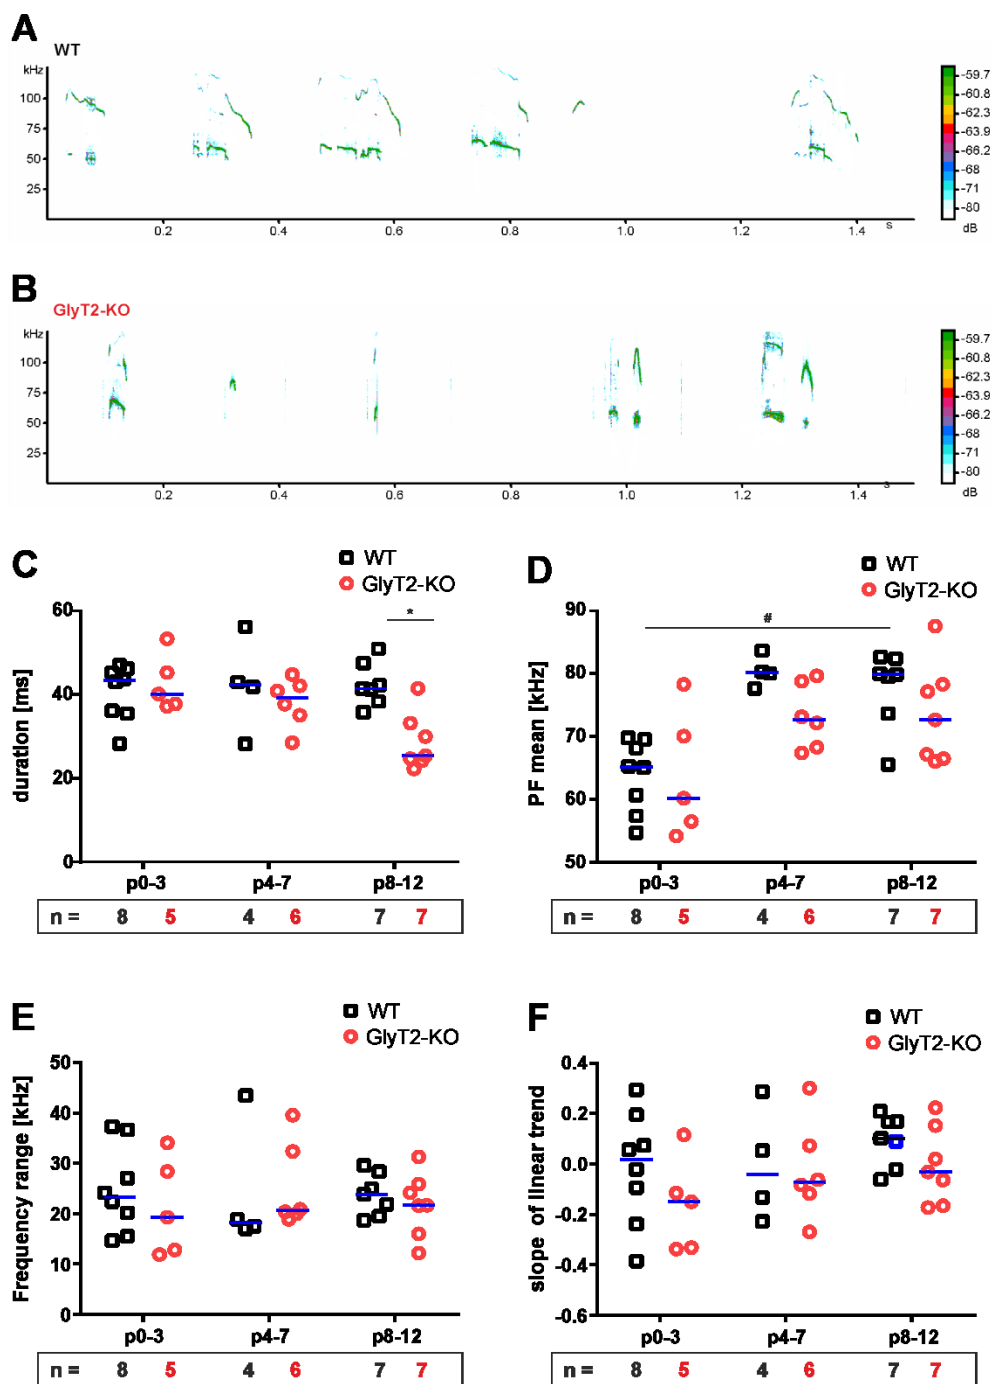 A
WT
kHz
100
75
50
25
0.2 0.4 0.6 0.8 1.0 1.2 1.4 s
-59.7
-60.8
-62.3
-63.9
-66.2
-68
-71
-80
dB
B
GlyT2-KO
kHz
100
75
50
25
0.2 0.4 0.6 0.8 1.0 1.2 1.4 s
-59.7
-60.8
-62.3
-63.9
-66.2
-68
-71
-80
dB
C
WT
GlyT2-KO
duration [ms]
60
40
20
0
*
p0-3 p4-7 p8-12
n = 8 5 4 6 7 7
D
WT
GlyT2-KO
PF mean [kHz]
90
80
70
60
50
#
p0-3 p4-7 p8-12
8 5 4 6 7 7
E
WT
GlyT2-KO
Frequency range [kHz]
50
40
30
20
10
0
p0-3 p4-7 p8-12
n = 8 5 4 6 7 7
F
WT
GlyT2-KO
slope of linear trend
0.4
0.2
0.0
-0.2
-0.4
-0.6
p0-3 p4-7 p8-12
n = 8 5 4 6 7 7